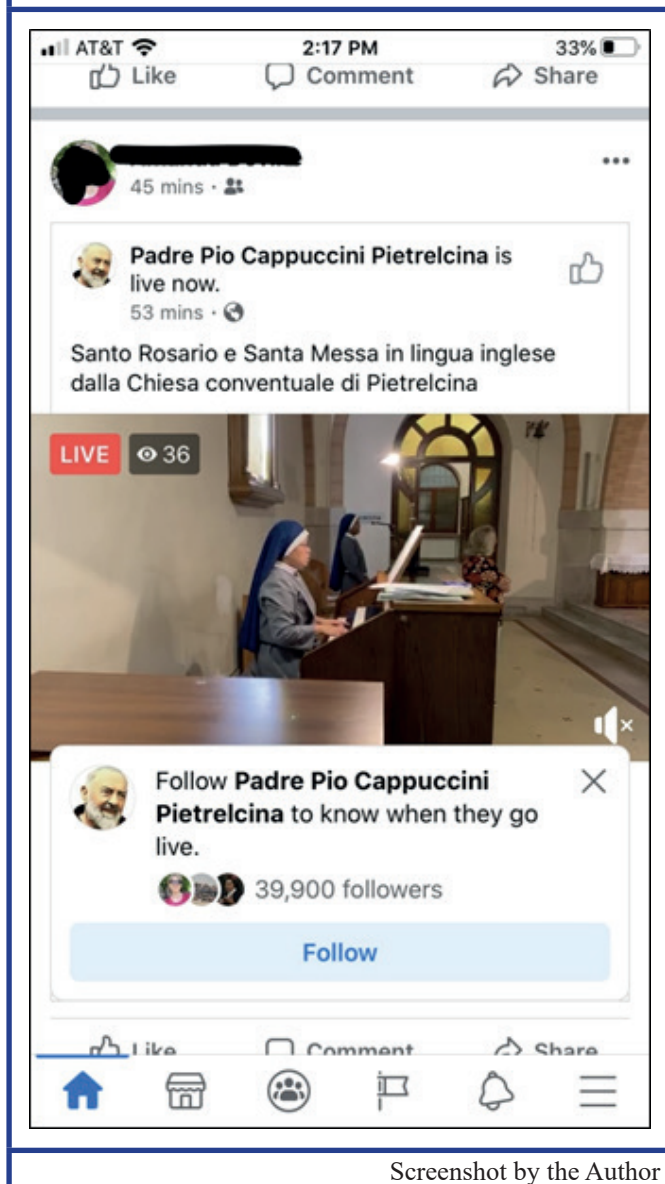 AT&T 2:17 PM 33%
Like Comment Share
45 mins ·
Padre Pio Cappuccini Pietrelcina is
live now.
53 mins ·
Santo Rosario e Santa Messa in lingua inglese
dalla Chiesa conventuale di Pietrelcina
LIVE 36
Follow Padre Pio Cappuccini
Pietrelcina to know when they go
live.
39,900 followers
Follow
Like Comment Share
Screenshot by the Author